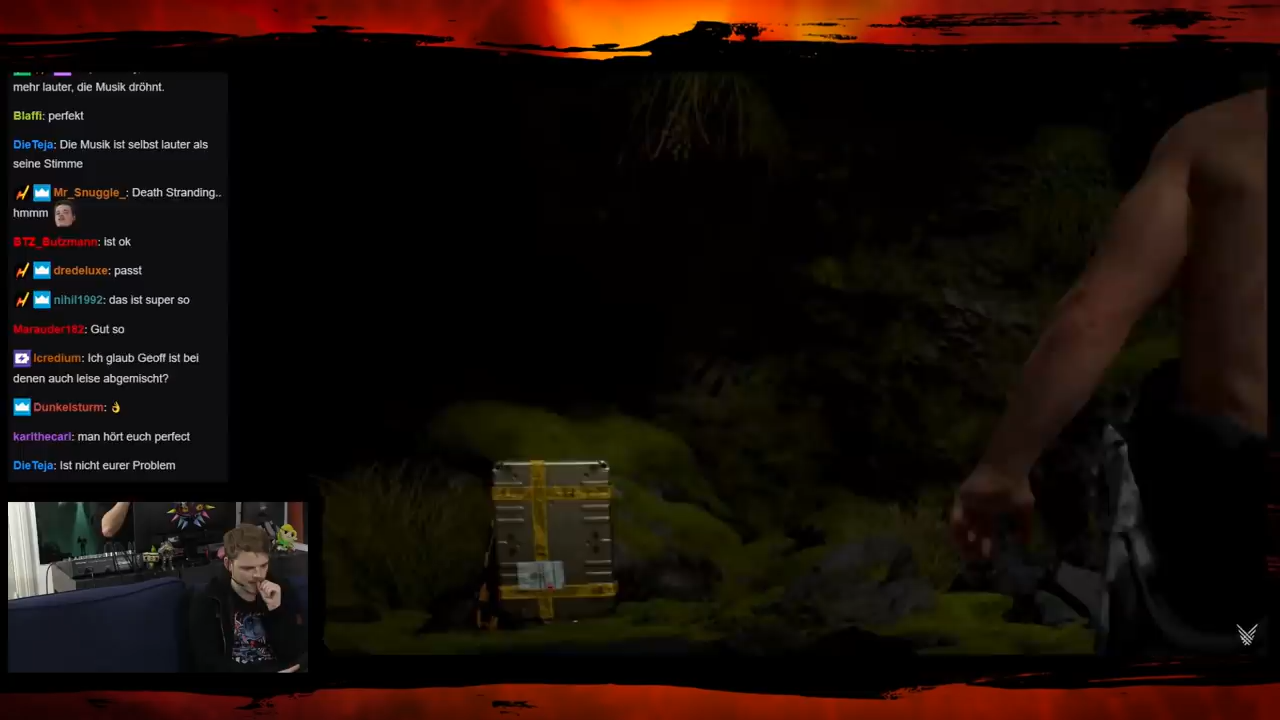 mehr lauter, die Musik dröhnt.
Blaffi: perfekt
DieTeja: Die Musik ist selbst lauter als
seine Stimme
Mr_Snuggle_: Death Stranding..
hmmm
BTZ_Butzmann: ist ok
dredeluxe: passt
nihil1992: das ist super so
Marauder182: Gut so
Icredium: Ich glaub Geoff ist bei
denen auch leise abgemischt?
Dunkelsturm: 👌
karlthecarl: man hört euch perfect
DieTeja: Ist nicht eurer Problem